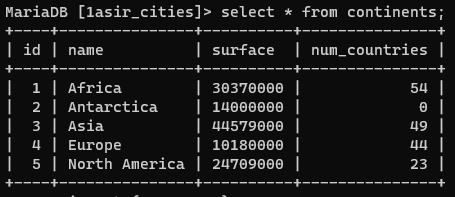 MariaDB [1asir_cities]> select * from continents;
+----+---------------+----------+---------------+
| id | name          | surface  | num_countries |
+----+---------------+----------+---------------+
|  1 | Africa        | 30370000 |            54 |
|  2 | Antarctica    | 14000000 |             0 |
|  3 | Asia          | 44579000 |            49 |
|  4 | Europe        | 10180000 |            44 |
|  5 | North America | 24709000 |            23 |
+----+---------------+----------+---------------+